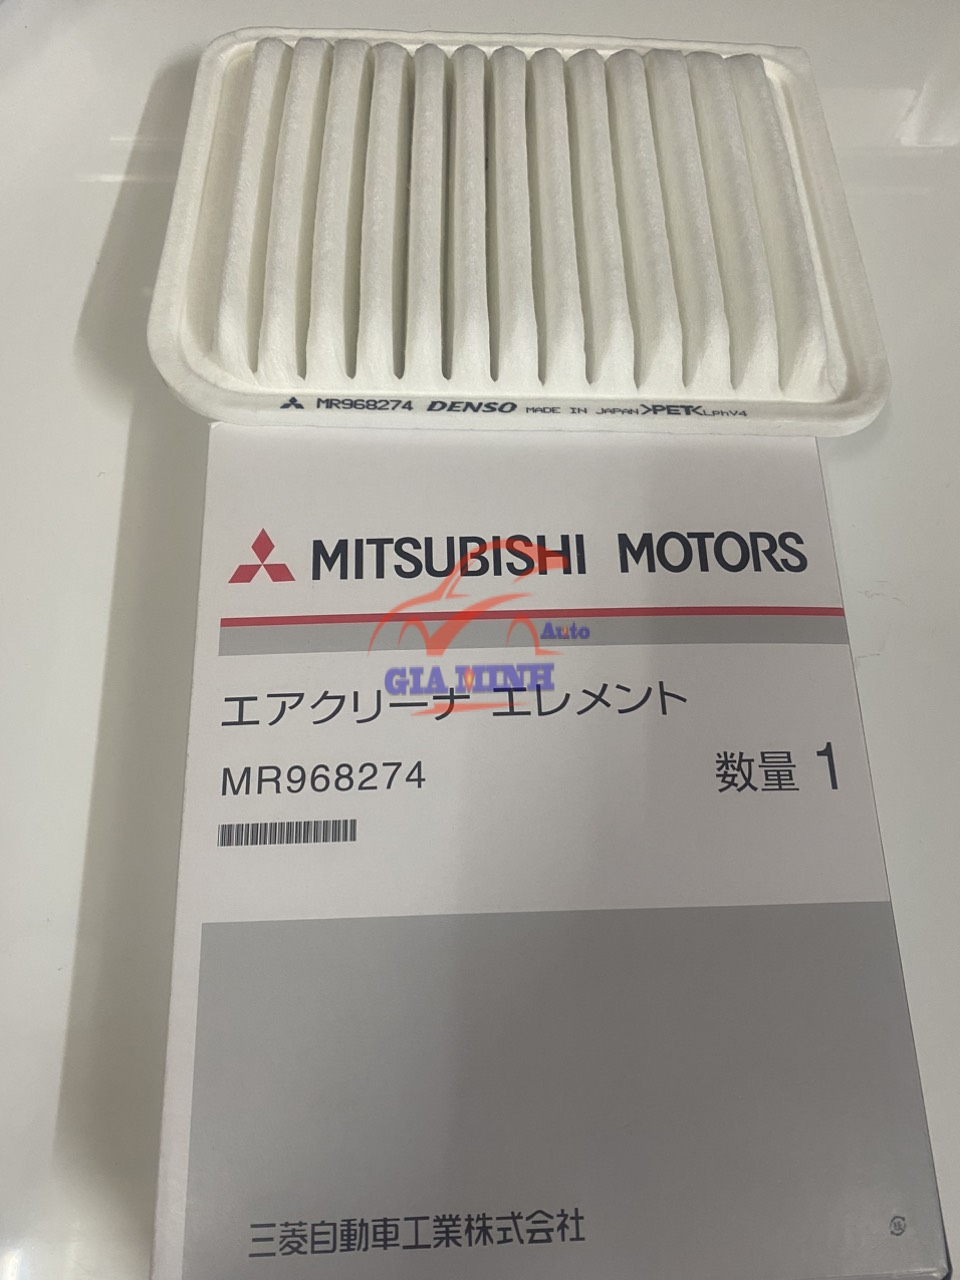 MR968274 DENSO MADE IN JAPAN >PET< LPhV4
MITSUBISHI MOTORS
Auto
GIA MINH
エアクリーナ エレメント
MR968274
数量 1
三菱自動車工業株式会社